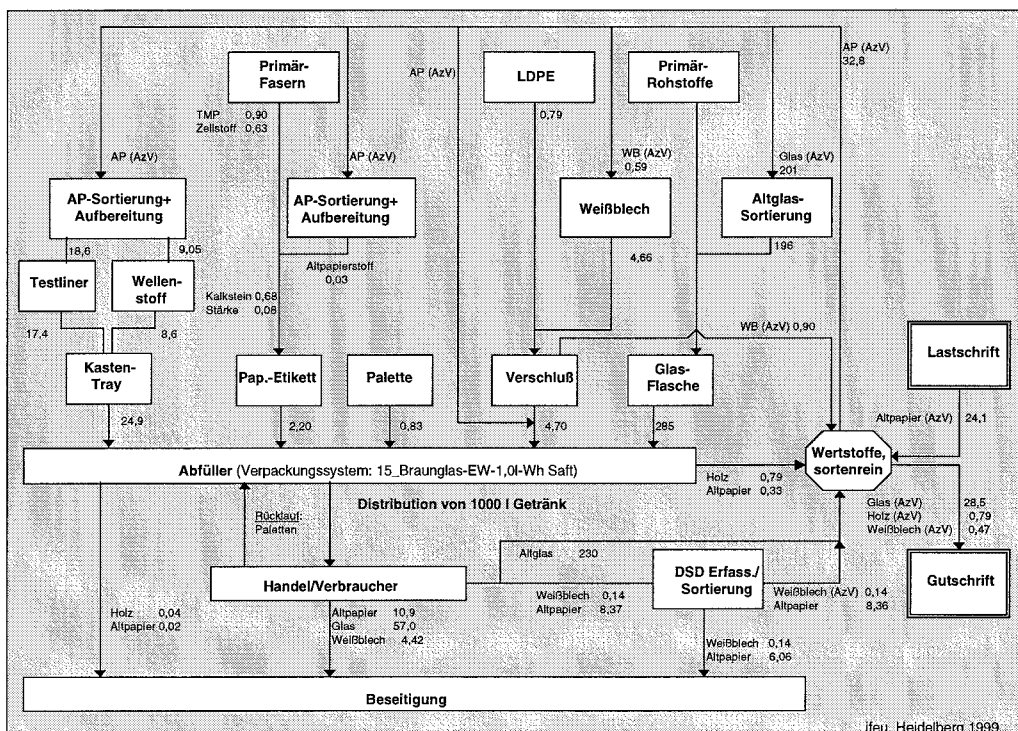 AP (AzV)
32,8
Primär-
Fasern
AP (AzV)
LDPE
Primär-
Rohstoffe
TMP 0,90
Zellstoff 0,63
0,79
AP (AzV)
AP (AzV)
WB (AzV)
0,59
Glas (AzV)
201
AP-Sortierung+
Aufbereitung
AP-Sortierung+
Aufbereitung
Weißblech
Altglas-
Sortierung
18,6
9,05
Altpapierstoff
0,03
4,66
196
Testliner
Wellen-
stoff
Kalkstein 0,68
Stärke 0,08
17,4
8,6
WB (AzV) 0,90
Lastschrift
Kasten-
Tray
Pap.-Etikett
Palette
Verschluß
Glas-
Flasche
Altpapier (AzV) 24,1
24,9
2,20
0,83
4,70
285
Abfüller (Verpackungssystem: 15_Braunglas-EW-1,0l-Wh Saft)
Wertstoffe,
sortenrein
Holz 0,79
Altpapier 0,33
Distribution von 1000 l Getränk
Glas (AzV) 28,5
Holz (AzV) 0,79
Weißblech (AzV) 0,47
Rücklauf:
Paletten
Altglas 230
Handel/Verbraucher
DSD Erfass./
Sortierung
Gutschrift
Weißblech 0,14
Altpapier 8,37
Weißblech (AzV) 0,14
Altpapier 8,36
Holz 0,04
Altpapier 0,02
Altpapier 10,9
Glas 57,0
Weißblech 4,42
Weißblech 0,14
Altpapier 6,06
Beseitigung
ifeu, Heidelberg 1999